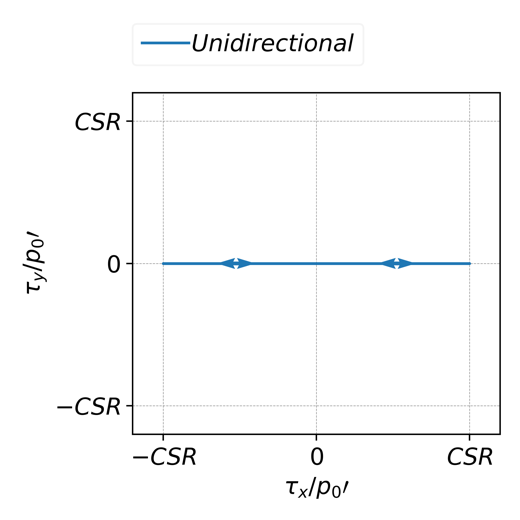 Unidirectional
CSR
0
−CSR
τy/p0′
−CSR 0 CSR
τx/p0′